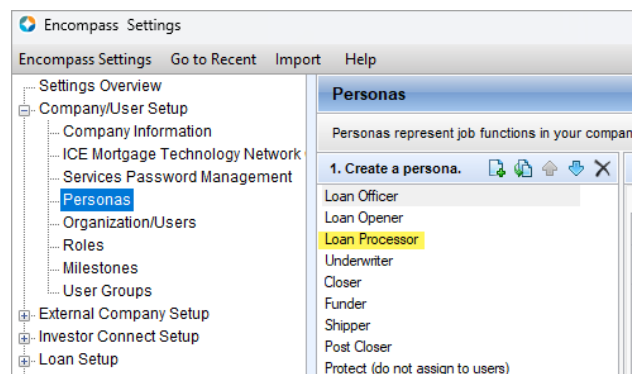 Encompass Settings
Encompass Settings Go to Recent Import Help
Settings Overview
Company/User Setup
Company Information
ICE Mortgage Technology Network
Services Password Management
Personas
Organization/Users
Roles
Milestones
User Groups
External Company Setup
Investor Connect Setup
Loan Setup
Personas
Personas represent job functions in your compan
1. Create a persona.
Loan Officer
Loan Opener
Loan Processor
Underwriter
Closer
Funder
Shipper
Post Closer
Protect (do not assign to users)